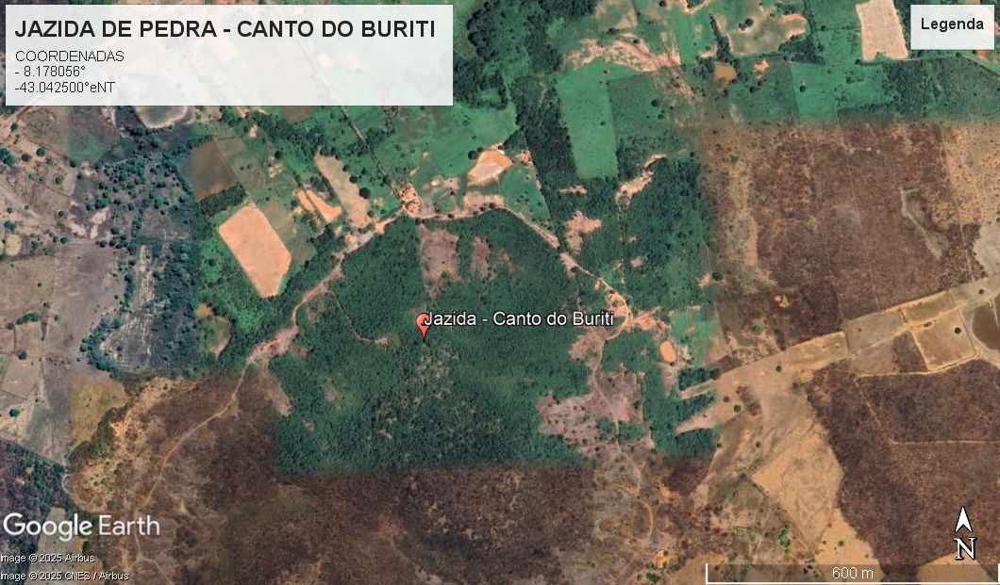 JAZIDA DE PEDRA - CANTO DO BURITI
COORDENADAS
- 8.178056°
-43.042500°eNT
Legenda
Jazida - Canto do Buriti
Google Earth
N
mage © 2025 Airbus
mage © 2025 CNES / Airbus
600 m